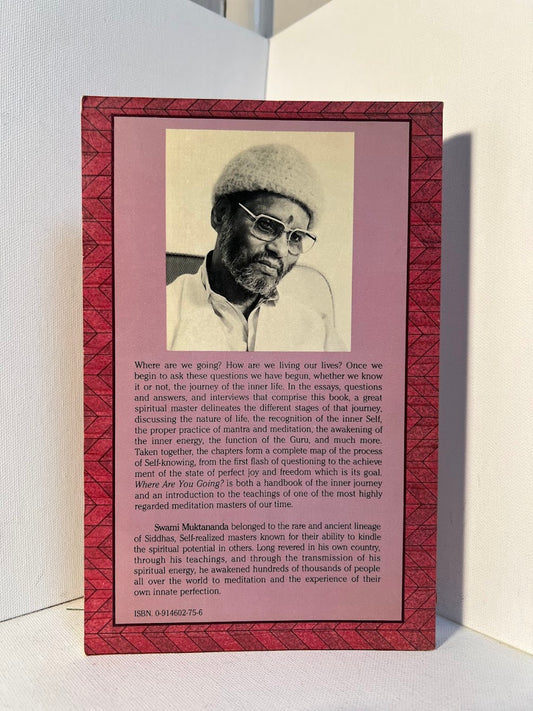 Where are we going? How are we living our lives? Once we
begin to ask these questions we have begun, whether we know
it or not, the journey of the inner life. In the essays, questions
and answers, and interviews that comprise this book, a great
spiritual master delineates the different stages of that journey,
discussing the nature of life, the recognition of the inner Self,
the proper practice of mantra and meditation, the awakening of
the inner energy, the function of the Guru, and much more.
Taken together, the chapters form a complete map of the process
of Self-knowing, from the first flash of questioning to the achieve
ment of the state of perfect joy and freedom which is its goal.
Where Are You Going? is both a handbook of the inner journey
and an introduction to the teachings of one of the most highly
regarded meditation masters of our time.
Swami Muktananda belonged to the rare and ancient lineage
of Siddhas, Self-realized masters known for their ability to kindle
the spiritual potential in others. Long revered in his own country,
through his teachings, and through the transmission of his
spiritual energy, he awakened hundreds of thousands of people
all over the world to meditation and the experience of their
own innate perfection.
ISBN. 0-914602-75-6